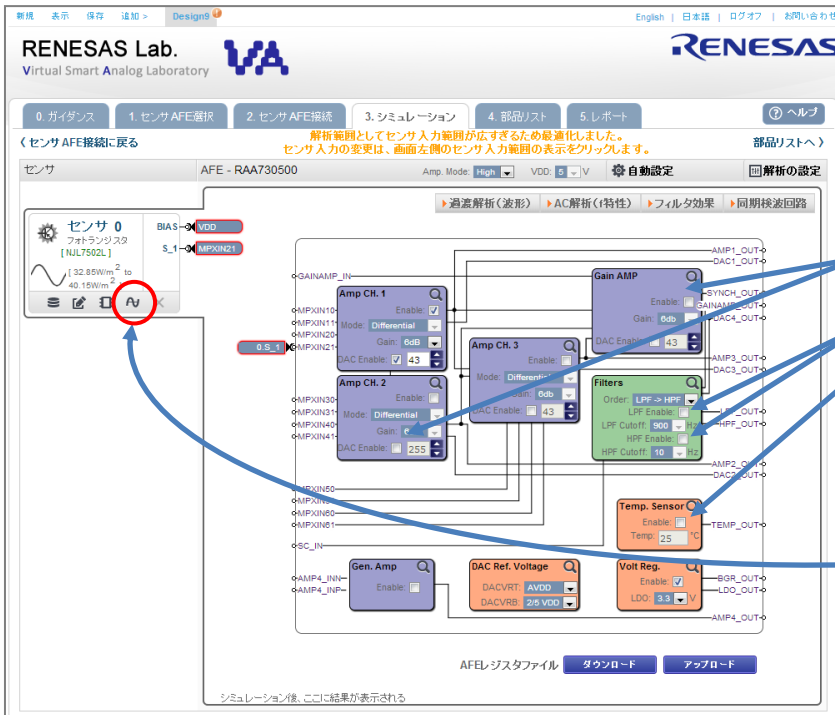 新規 表示 保存 追加 > Design9
English | 日本語 | ログオフ | お問い合わせ
RENESAS Lab.
Virtual Smart Analog Laboratory
VA
RENESAS
0. ガイダンス 1. センサAFE選択 2. センサAFE接続 3. シミュレーション 4. 部品リスト 5. レポート ? ヘルプ
センサAFE接続に戻る
解析範囲としてセンサ入力範囲が広すぎるため最適化しました。
センサ入力の変更は、画面左側のセンサ入力範囲の表示をクリックします。
部品リストへ
センサ AFE - RAA730500 Amp. Mode: High VDD: 5 V 自動設定 解析の設定
過渡解析(波形) AC解析(f特性) フィルタ効果 同期検波回路
センサ 0
フォトランジスタ
[ NJL7502L ]
[ 32.85W/m2 to
40.15W/m2
BIAS VDD
S_1 MPXIN21
0.S_1
GAINAMP_IN
MPXIN10
MPXIN11
MPXIN20
MPXIN21
MPXIN30
MPXIN31
MPXIN40
MPXIN41
MPXIN50
MPXIN60
MPXIN61
SC_IN
AMP4_INN
AMP4_INP
Amp CH. 1
Enable:
Mode: Differential
Gain: 6dB
DAC Enable: 43
Amp CH. 2
Enable:
Mode: Differential
Gain:
DAC Enable: 255
Amp CH. 3
Enable:
Mode:
Gain: 6db
DAC Enable: 43
Gain AMP
Enable:
Gain: 6db
DAC Enable: 43
Filters
Order: LPF -> HPF
LPF Enable:
LPF Cutoff: 900 Hz
HPF Enable:
HPF Cutoff: 10 Hz
Temp. Sensor
Enable:
Temp: 25 °C
Gen. Amp
Enable:
DAC Ref. Voltage
DACVRT: AVDD
DACVRB: 2/5 VDD
Volt Reg.
Enable:
LDO: 3.3 V
AMP1_OUT
DAC1_OUT
SYNCH_OUT
GAINAMP_OUT
DAC4_OUT
AMP3_OUT
DAC3_OUT
LPF_OUT
HPF_OUT
AMP2_OUT
DAC2_OUT
TEMP_OUT
BGR_OUT
LDO_OUT
AMP4_OUT
AFEレジスタファイル ダウンロード アップロード
シミュレーション後、ここに結果が表示される